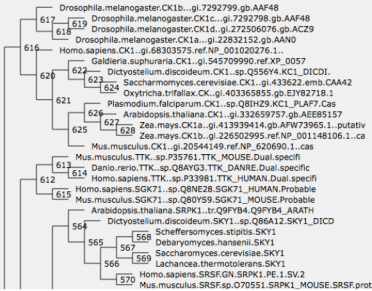 Drosophila.melanogaster.CK1b...gi.7292799.gb.AAF48
Drosophila.melanogaster.CK1c...gi.7292798.gb.AAF48
Drosophila.melanogaster.CK1d...gi.272506076.gb.ACZ9
Drosophila.melanogaster.CK1a...gi.22832152.gb.AAN0
Homo.sapiens.CK1..gi.68303575.ref.NP_001020276.1..
Galdieria.suphuraria.CK1..gi.545709990.ref.XP_0057
Dictyostelium.discoideum.CK1..sp.Q556Y4.KC1_DICDI.
Saccharmomyces.cerevisiae.CK1..gi.433622.emb.CAA42
Oxytricha.trifallax.CK..gi.403365855.gb.EJY82718.1
Plasmodium.falciparum.CK1..sp.Q8IHZ9.KC1_PLAF7.Cas
Arabidopsis.thaliana.CK1..gi.332659757.gb.AEE85157
Zea.mays.CK1a..gi.413939414.gb.AFW73965.1..putativ
Zea.mays.CK1b..gi.226502995.ref.NP_001148106.1..ca
Mus.musculus.CK1..gi.20544149.ref.NP_620690.1..cas
Mus.musculus.TTK..sp.P35761.TTK_MOUSE.Dual.specifi
Danio.rerio.TTK..sp.Q8AYG3.TTK_DANRE.Dual.specific
Homo.sapiens.TTK..sp.P33981.TTK_HUMAN.Dual.specifi
Homo.sapiens.SGK71..sp.Q8NE28.SGK71_HUMAN.Probable
Mus.musculus.SGK71..sp.Q80YS9.SGK71_MOUSE.Probable
Arabidopsis.thaliana.SRPK1..tr.Q9FYB4.Q9FYB4_ARATH
Dictyostelium.discoideum.SKY1..sp.Q86A12.SKY1_DICD
Scheffersomyces.stipitis.SKY1
Debaryomyces.hansenii.SKY1
Saccharomyces.cerevisiae.SKY1
Lachancea.thermotolerans.SKY1
Homo.sapiens.SRSF.GN.SRPK1.PE.1.SV.2
Mus.musculus.SRSF.sp.O70551.SRPK1_MOUSE.SRSF.prot
616
617
618
619
620
621
622
623
624
625
626
627
628
612
613
614
615
564
565
566
567
568
569
570